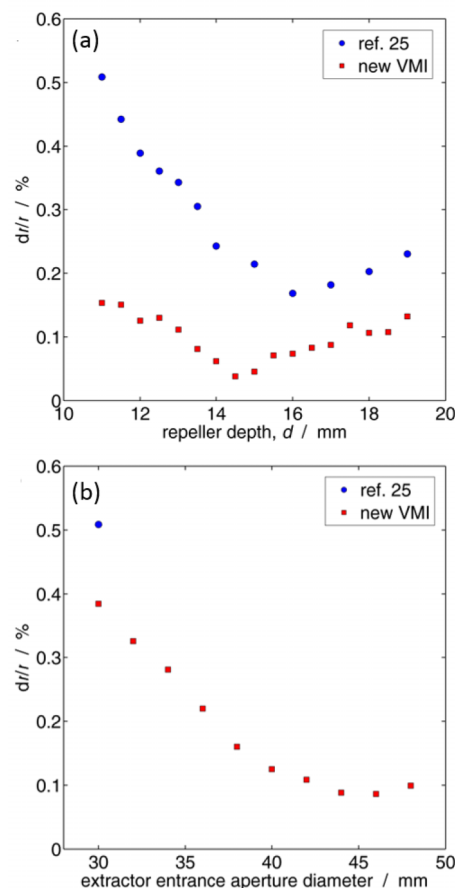 (a)
ref. 25
new VMI
0.6
0.5
0.4
0.3
0.2
0.1
0
dr/r / %
10 12 14 16 18 20
repeller depth, d / mm
(b)
ref. 25
new VMI
0.6
0.5
0.4
0.3
0.2
0.1
0
dr/r / %
30 35 40 45 50
extractor entrance aperture diameter / mm